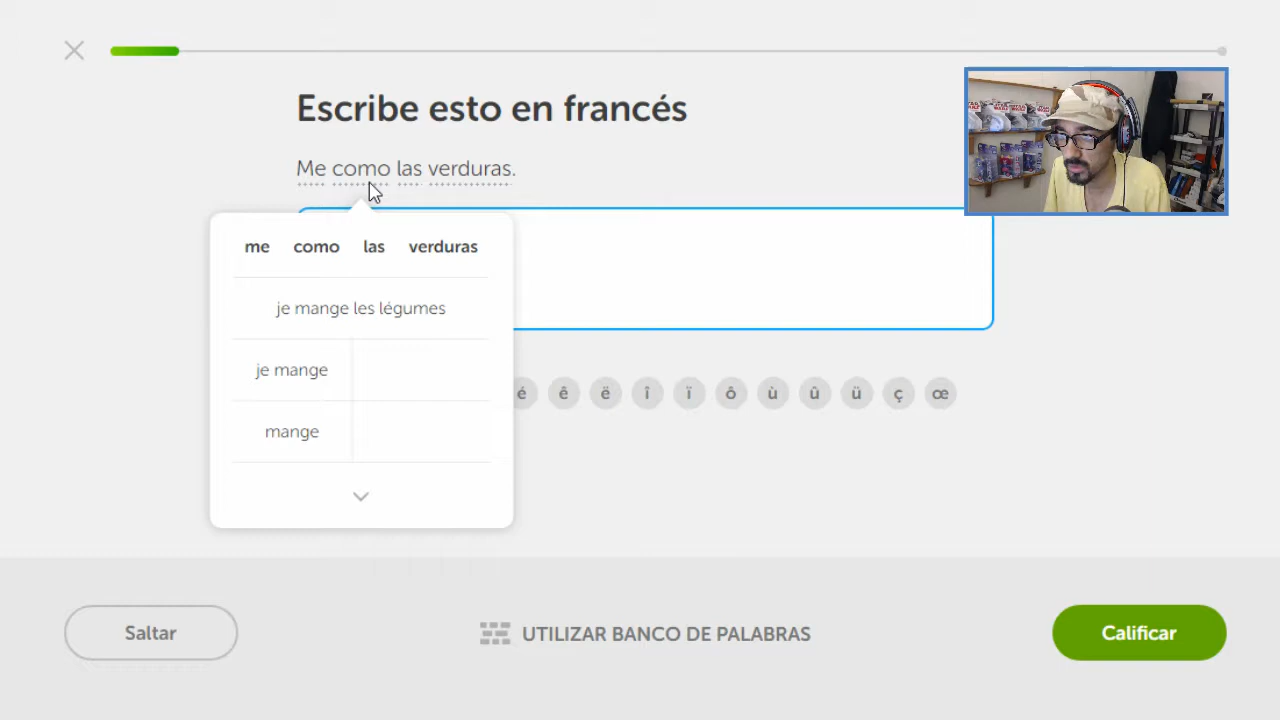 Escribe esto en francés
Me como las verduras.
me como las verduras
je mange les légumes
je mange
mange
é ê ë î ï ô ù û ü ç œ
Saltar
UTILIZAR BANCO DE PALABRAS
Calificar